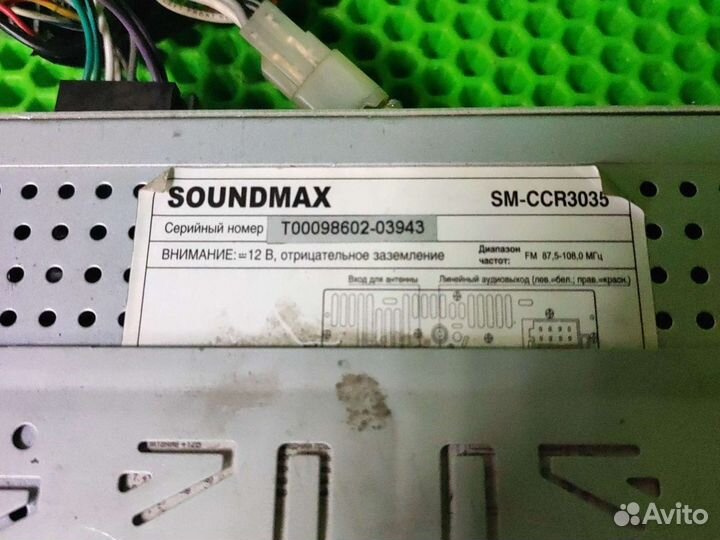 SOUNDMAX SM-CCR3035
Серийный номер T00098602-03943
ВНИМАНИЕ: ⎓12 В, отрицательное заземление Диапазон частот: FM 87,5-108,0 МГц
Вход для антенны Линейный аудиовыход (лев.=бел.; прав.=красн.)
Avito